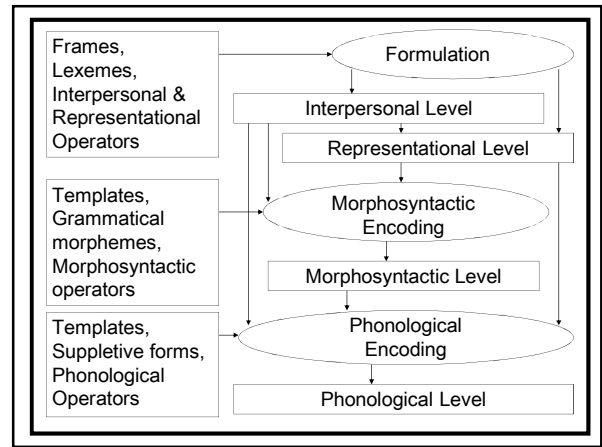 Frames,
Lexemes,
Interpersonal &
Representational
Operators
Formulation
Interpersonal Level
Representational Level
Templates,
Grammatical
morphemes,
Morphosyntactic
operators
Morphosyntactic
Encoding
Morphosyntactic Level
Templates,
Suppletive forms,
Phonological
Operators
Phonological
Encoding
Phonological Level